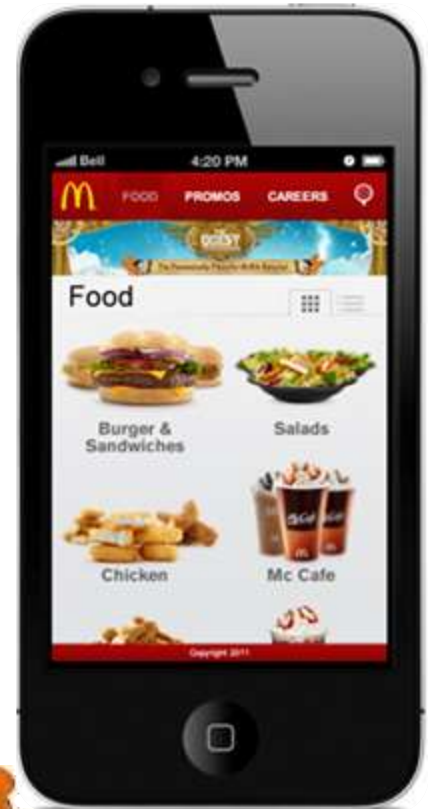 Bell 4:20 PM
M FOOD PROMOS CAREERS
Food
Burger &
Sandwiches
Salads
Chicken
Mc Cafe
Copyright 2011